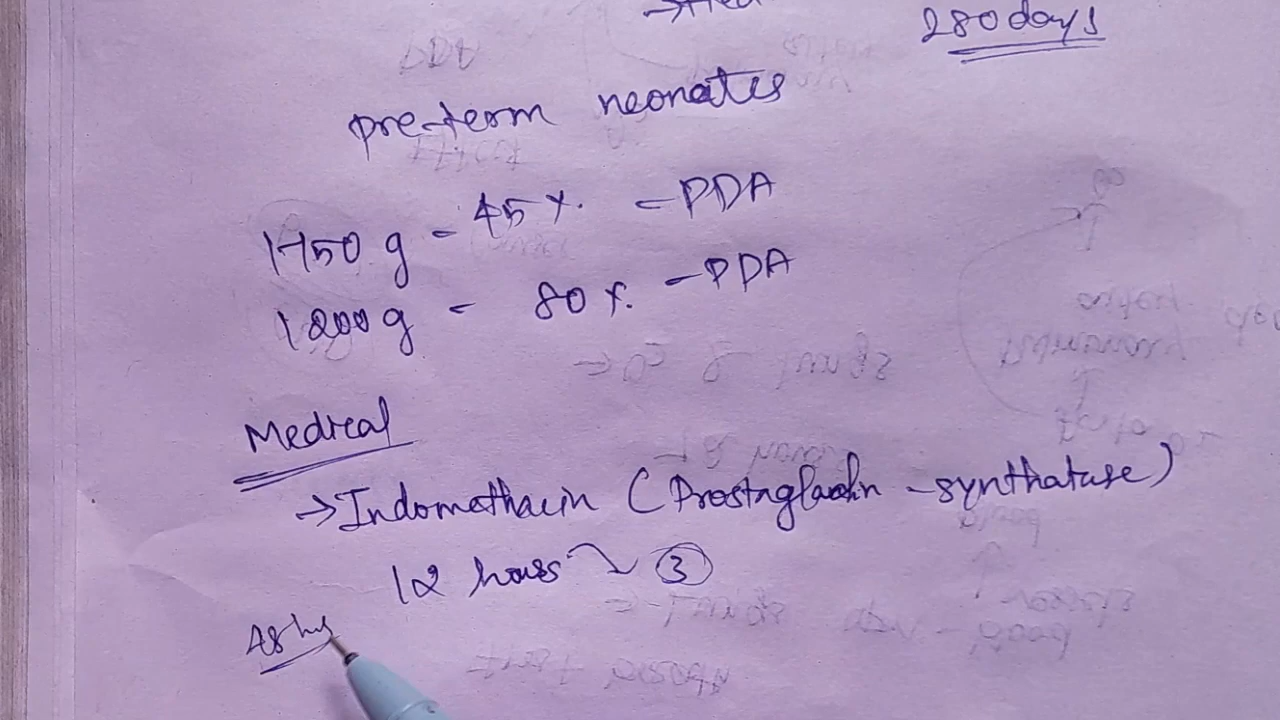 280 days
pre-term neonates
1750 g - 45 %. - PDA
1200 g - 80 %. - PDA
Medical
→ Indomethacin (Prostaglandin - synthatase)
12 hours 3
48 hrs